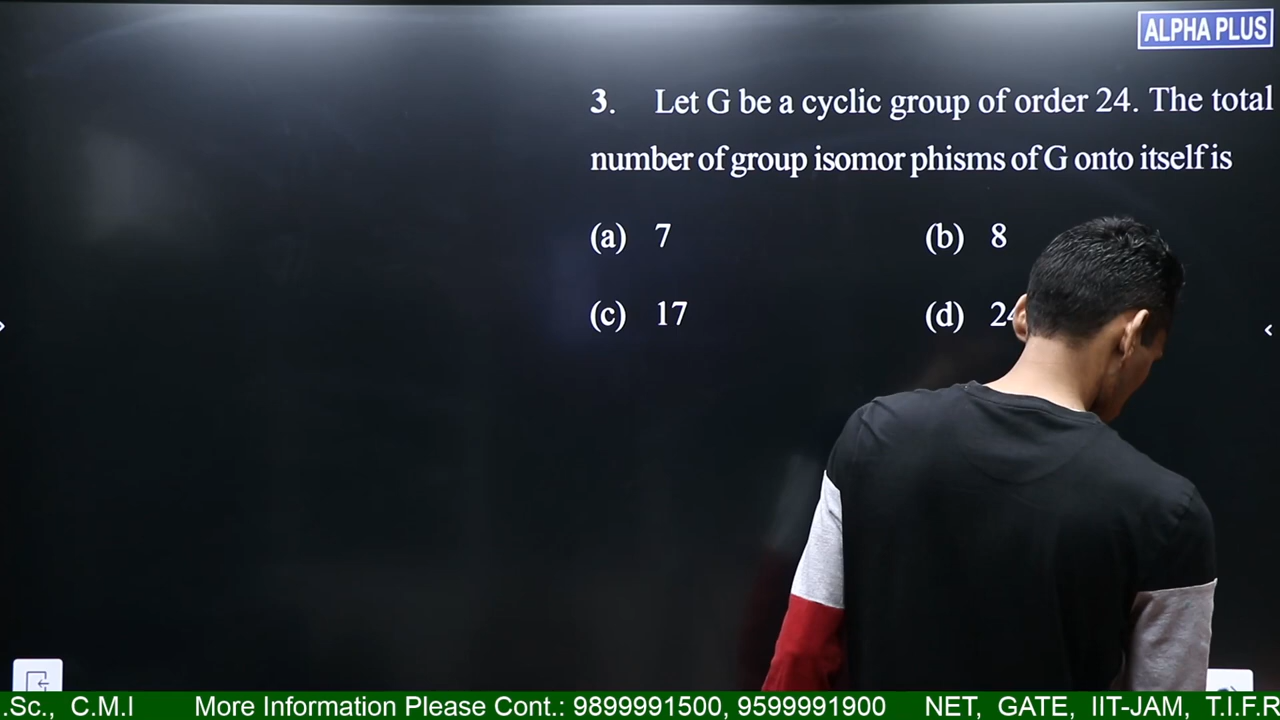 ALPHA PLUS
3. Let G be a cyclic group of order 24. The total
number of group isomor phisms of G onto itself is
(a) 7 (b) 8
(c) 17 (d)
.Sc., C.M.I More Information Please Cont.: 9899991500, 9599991900 NET, GATE, IIT-JAM, T.I.F.R